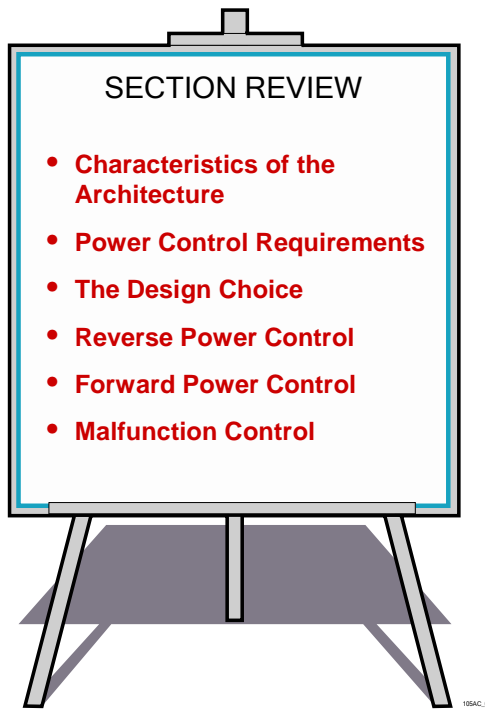 SECTION REVIEW
• Characteristics of the
Architecture
• Power Control Requirements
• The Design Choice
• Reverse Power Control
• Forward Power Control
• Malfunction Control
105AC_